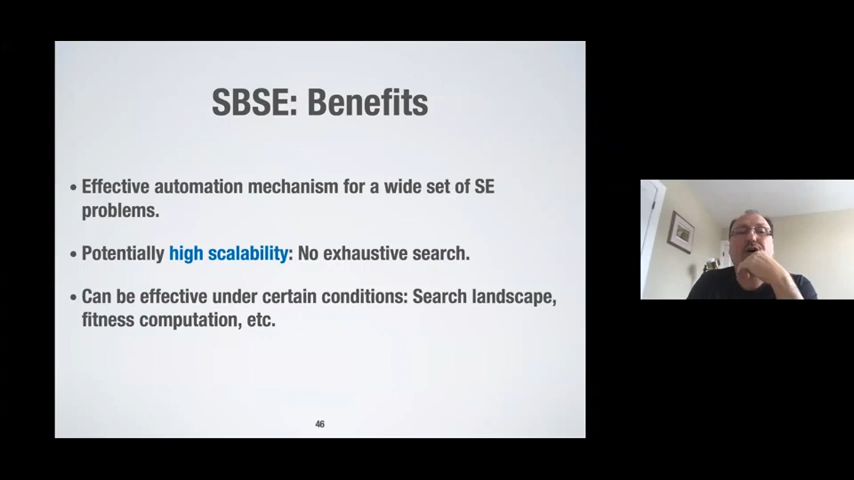 SBSE: Benefits
• Effective automation mechanism for a wide set of SE
problems.
• Potentially high scalability: No exhaustive search.
• Can be effective under certain conditions: Search landscape,
fitness computation, etc.
46